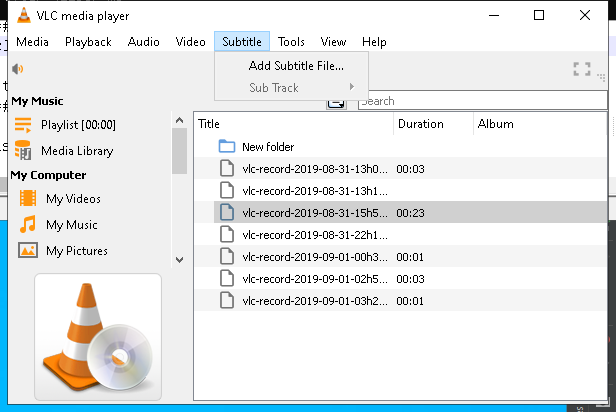 VLC media player
Media Playback Audio Video Subtitle Tools View Help
Add Subtitle File...
Sub Track
Search
My Music
Playlist [00:00]
Media Library
My Computer
My Videos
My Music
My Pictures
Title Duration Album
New folder
vlc-record-2019-08-31-13h0... 00:03
vlc-record-2019-08-31-13h1...
vlc-record-2019-08-31-15h5... 00:23
vlc-record-2019-08-31-22h1...
vlc-record-2019-09-01-00h3... 00:01
vlc-record-2019-09-01-02h5... 00:03
vlc-record-2019-09-01-03h2... 00:01